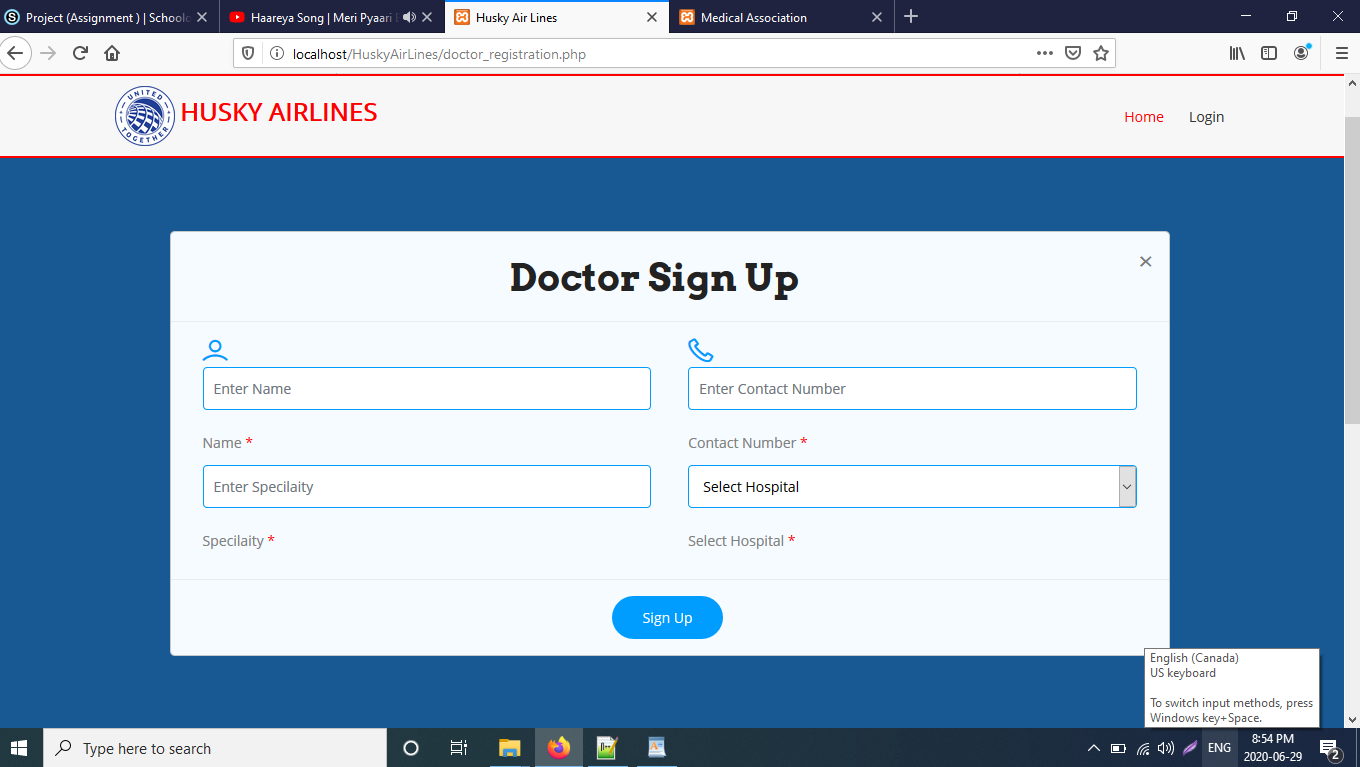 Project (Assignment ) | Schoolo
Haareya Song | Meri Pyaari
Husky Air Lines
Medical Association
localhost/HuskyAirLines/doctor_registration.php
UNITED
TOGETHER
HUSKY AIRLINES
Home
Login
Doctor Sign Up
Enter Name
Enter Contact Number
Name *
Contact Number *
Enter Specilaity
Select Hospital
Specilaity *
Select Hospital *
Sign Up
English (Canada)
US keyboard
To switch input methods, press
Windows key+Space.
Type here to search
ENG
8:54 PM
2020-06-29
2